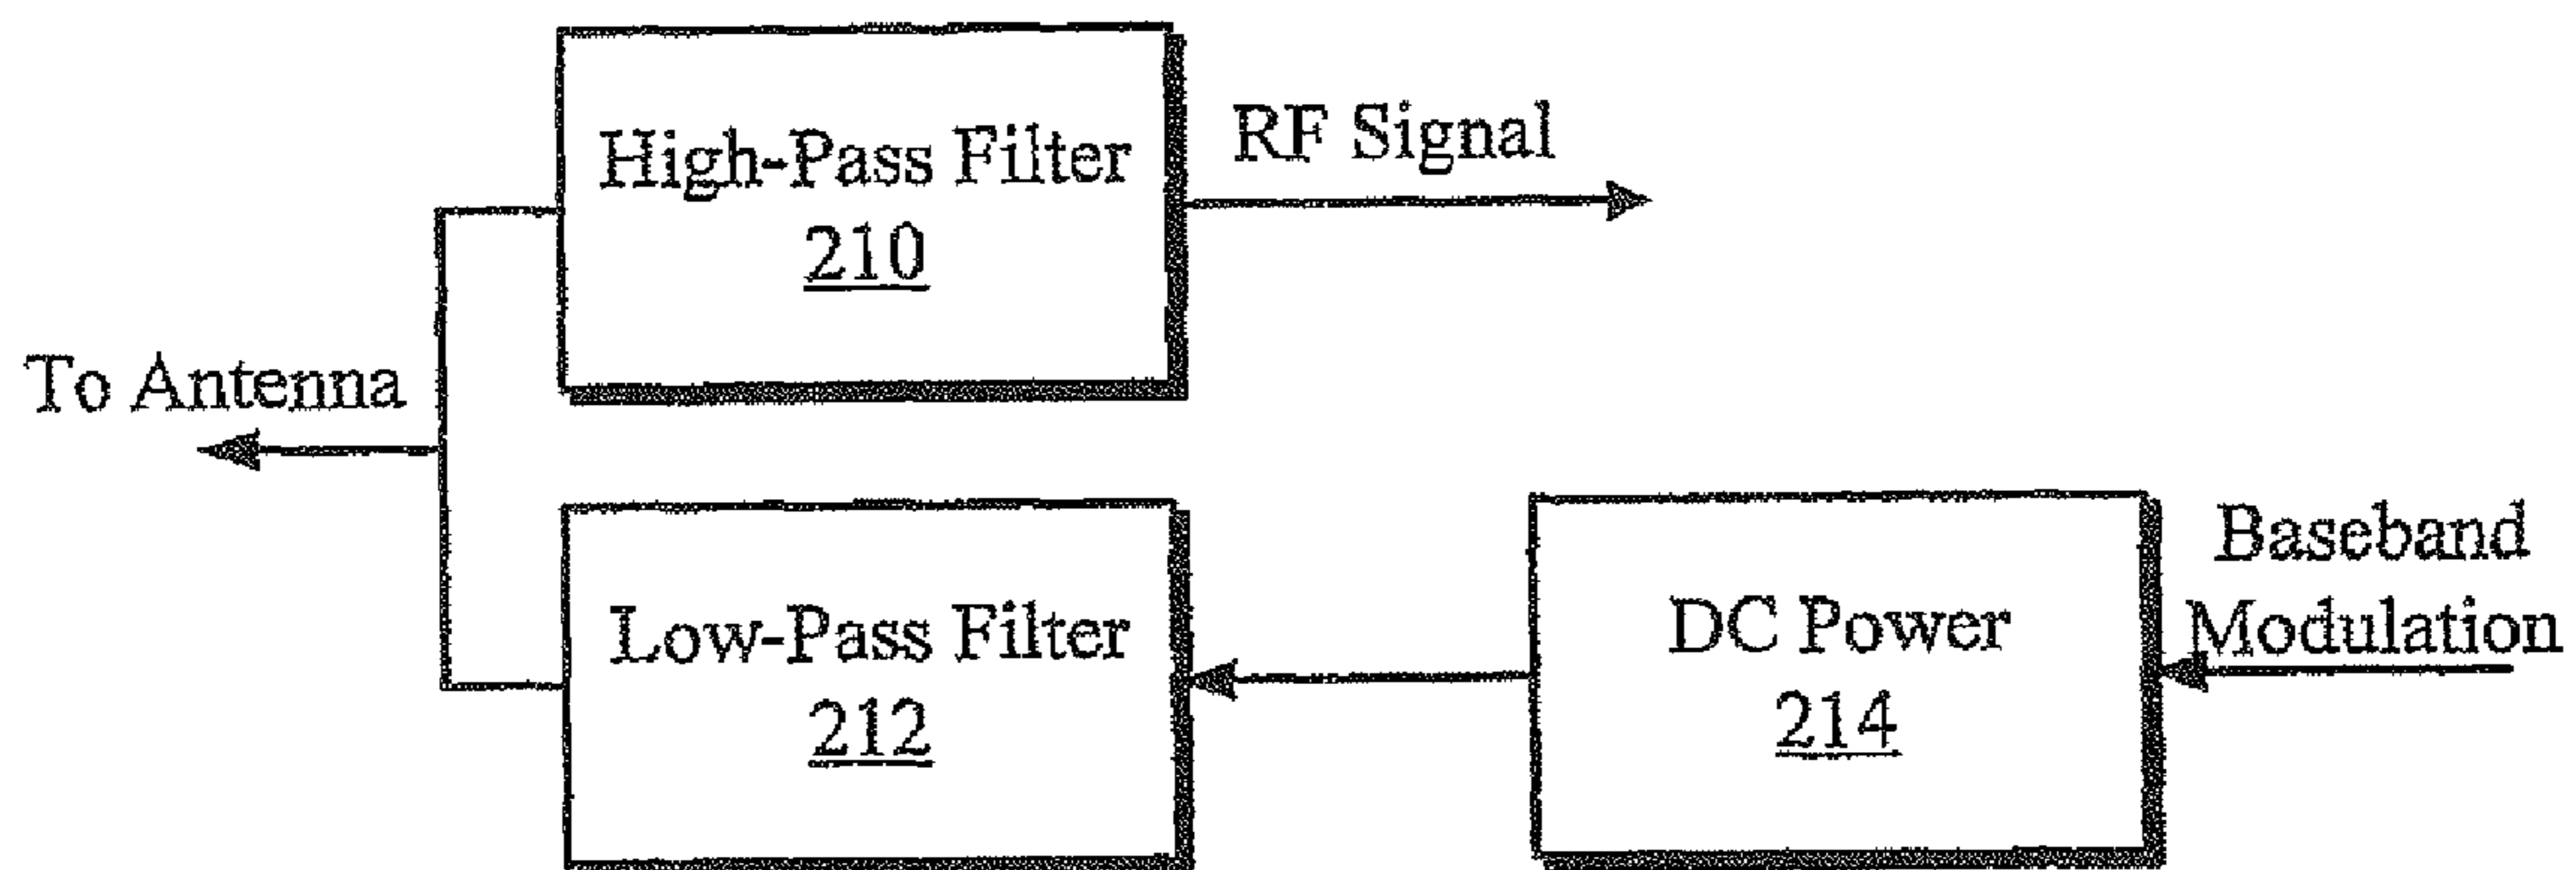 High-Pass Filter
210
RF Signal
To Antenna
Low-Pass Filter
212
DC Power
214
Baseband
Modulation